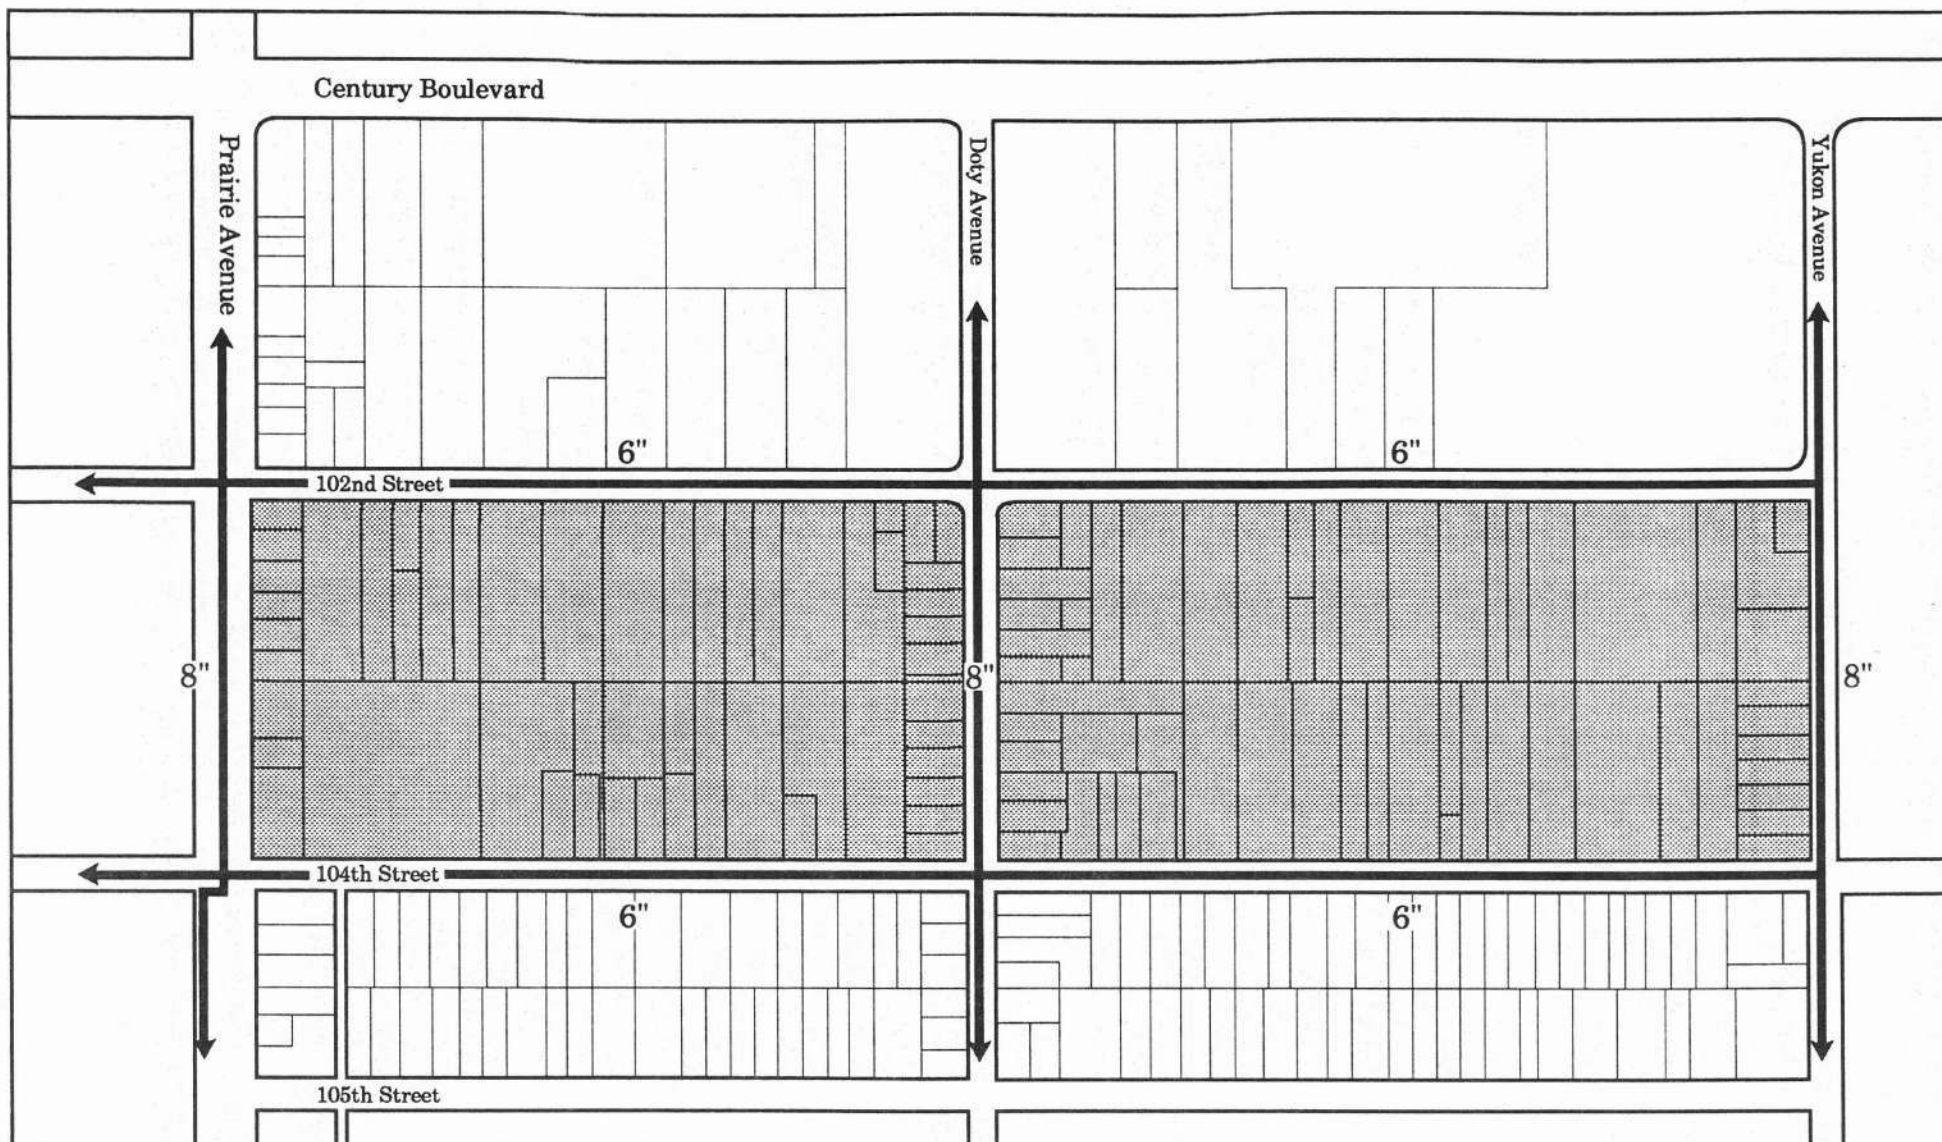 Century Boulevard
Prairie Avenue
Doty Avenue
Yukon Avenue
6"
6"
102nd Street
8"
8"
8"
104th Street
6"
6"
105th Street